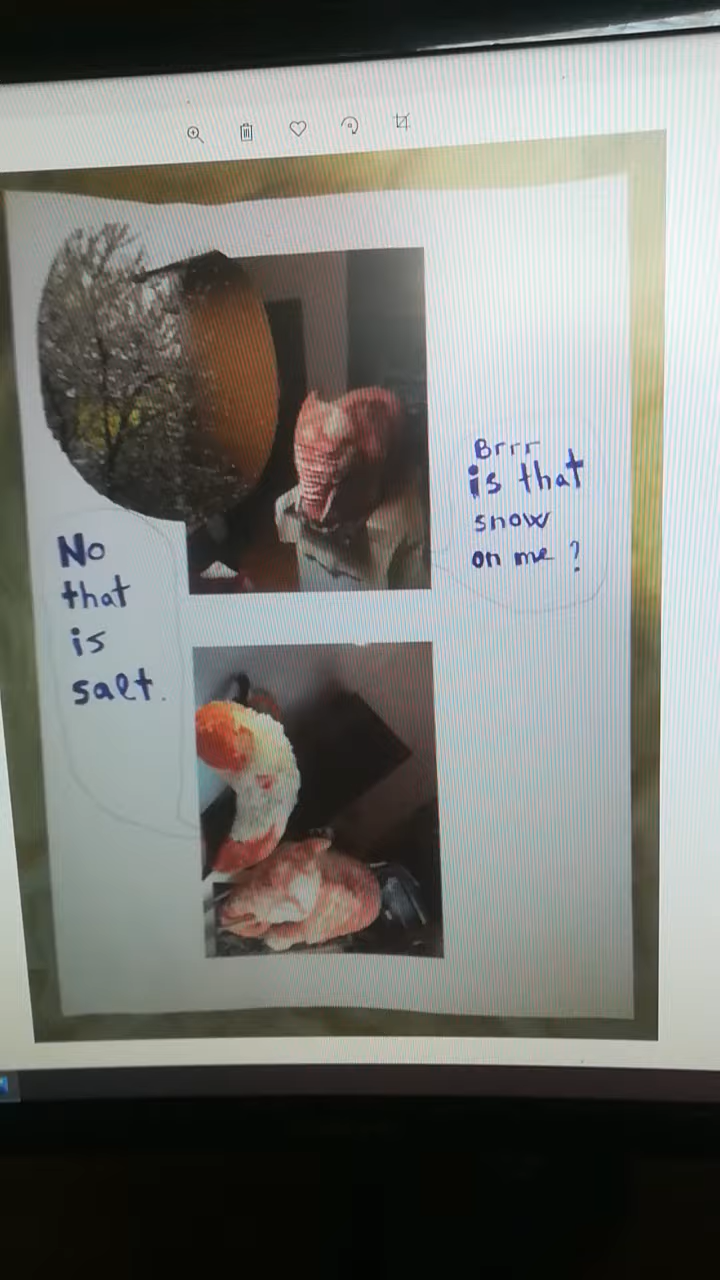 Brrr
is that
snow
on me ?
No
that
is
salt.